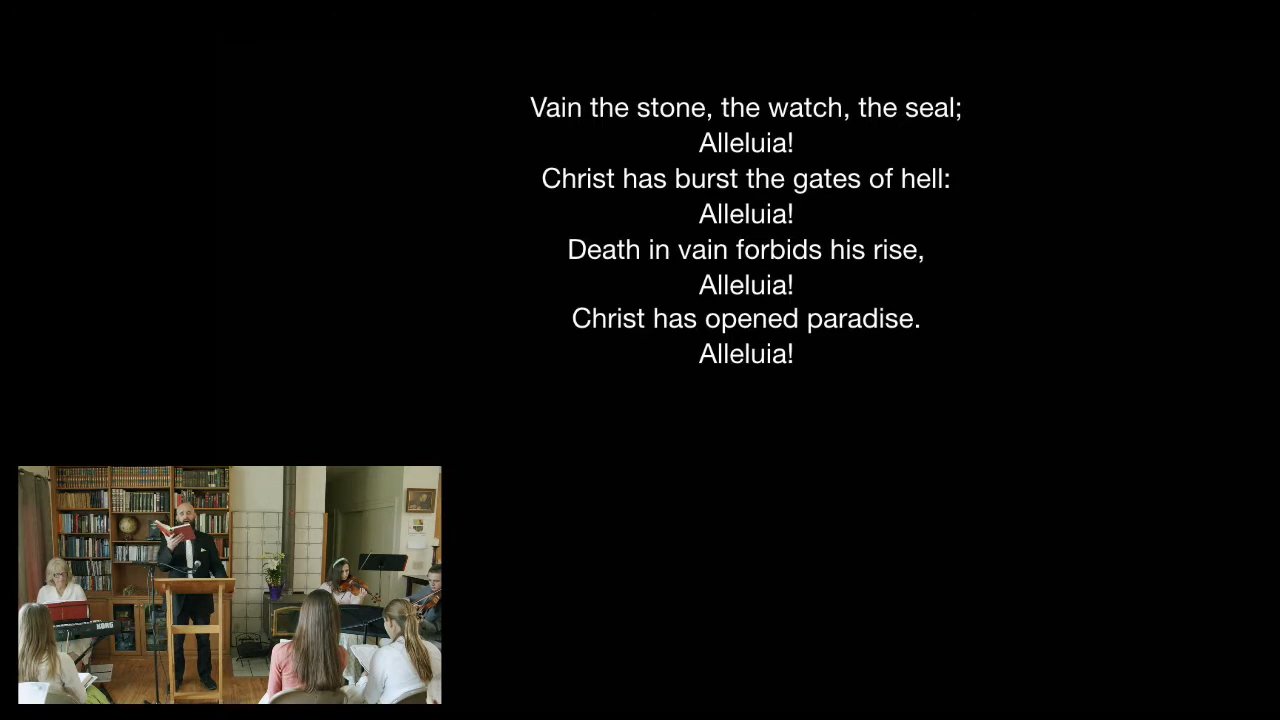 Vain the stone, the watch, the seal;
Alleluia!
Christ has burst the gates of hell:
Alleluia!
Death in vain forbids his rise,
Alleluia!
Christ has opened paradise.
Alleluia!
KORG